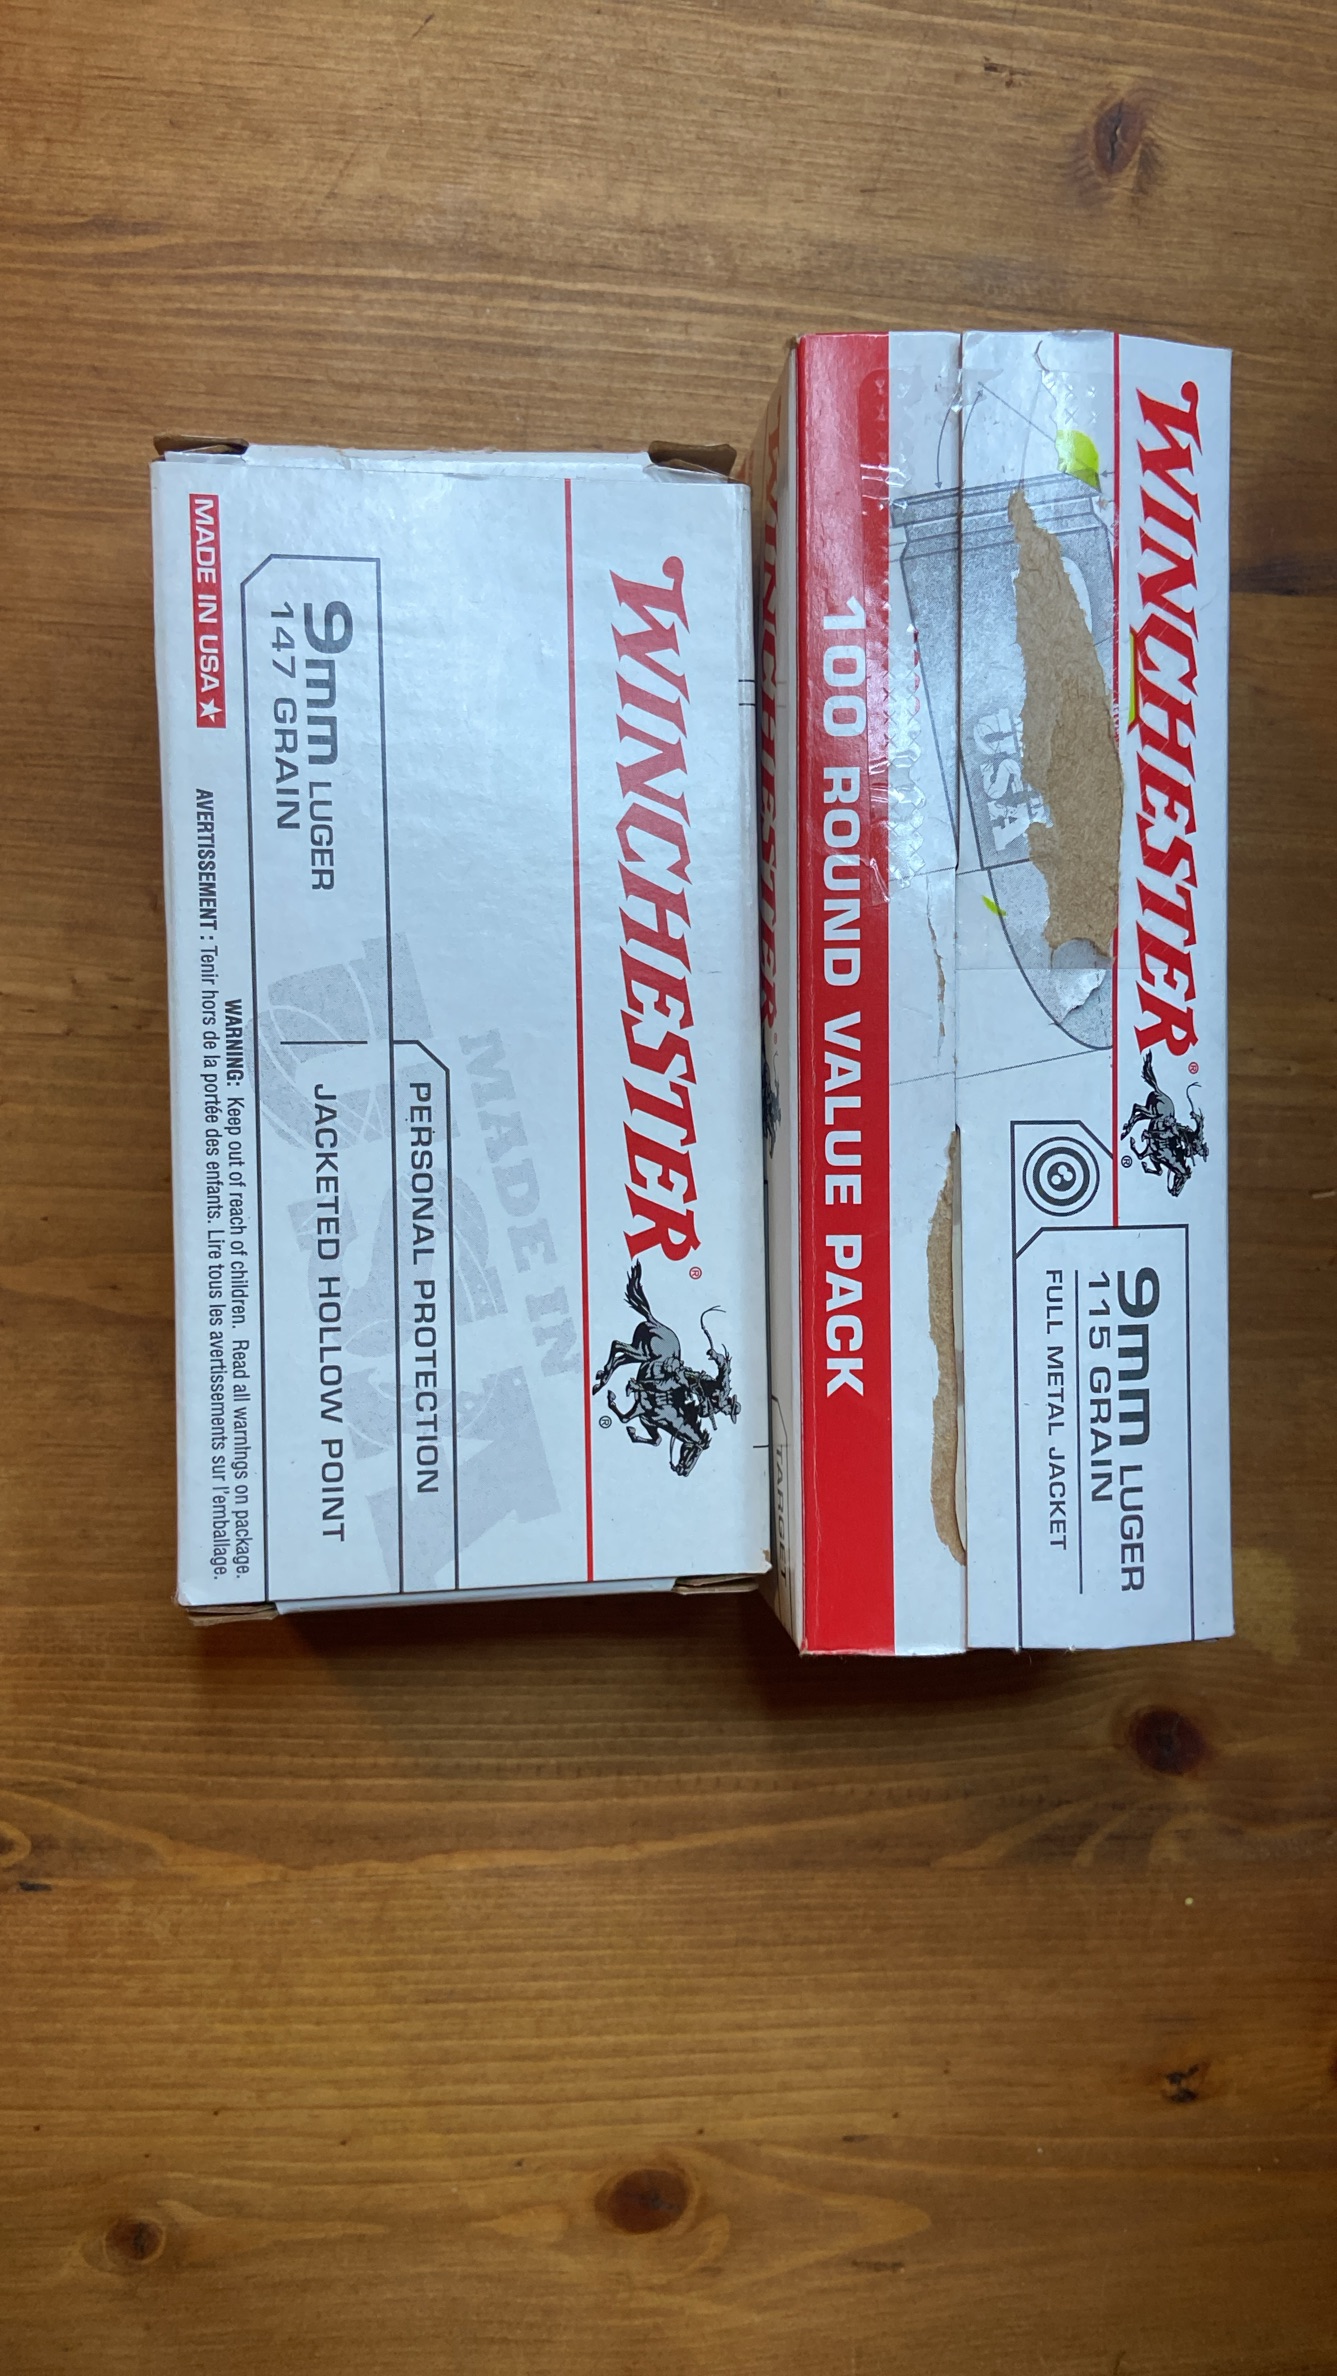 WINCHESTER®
®
PERSONAL PROTECTION
9mm LUGER
147 GRAIN
JACKETED HOLLOW POINT
MADE IN
USA
MADE IN USA
WARNING: Keep out of reach of children. Read all warnings on package.
AVERTISSEMENT : Tenir hors de la portée des enfants. Lire tous les avertissements sur l'emballage.
WINCHESTER®
®
9mm LUGER
115 GRAIN
FULL METAL JACKET
USA
100 ROUND VALUE PACK
WINCHESTER
TARGET